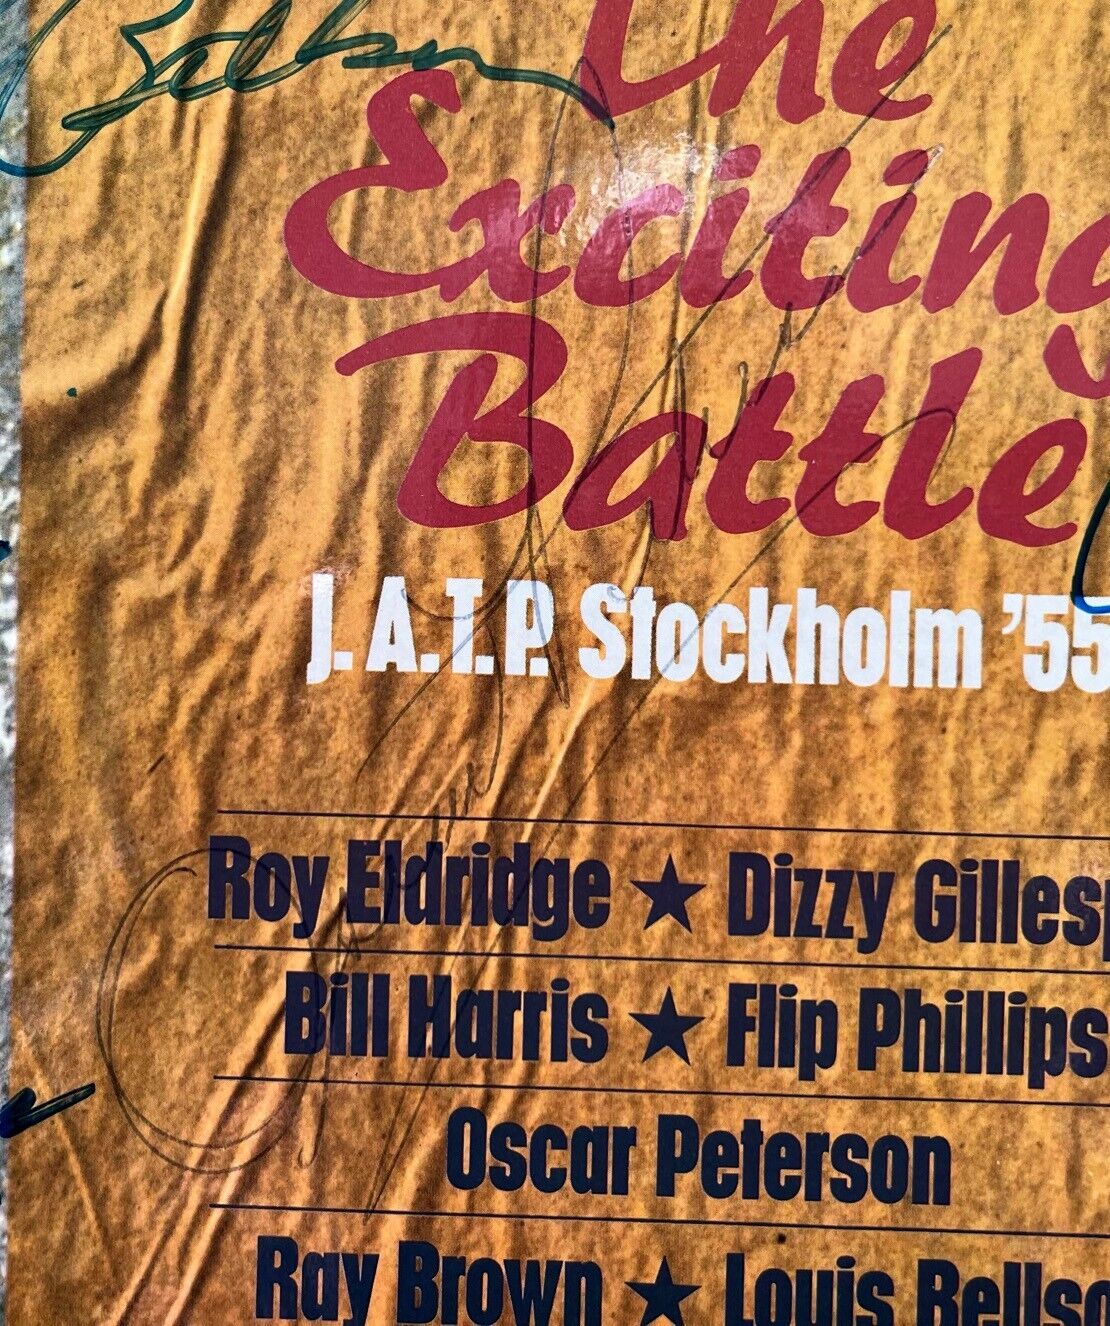 The
Exciting
Battle
J.A.T.P. Stockholm '55
Roy Eldridge ★ Dizzy Gillesp
Bill Harris ★ Flip Phillips
Oscar Peterson
Ray Brown ★ Louis Bellso